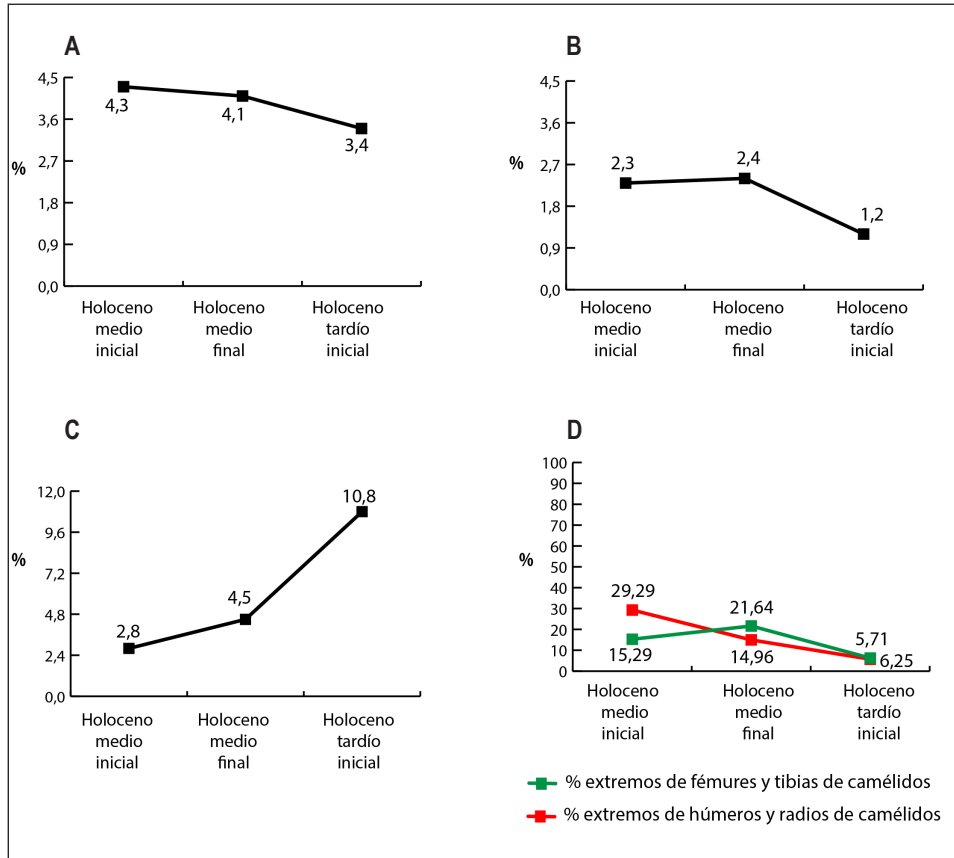 A
%
4,5
3,6
2,7
1,8
0,9
0,0
4,3
4,1
3,4
Holoceno
medio
inicial
Holoceno
medio
final
Holoceno
tardío
inicial
B
%
4,5
3,6
2,7
1,8
0,9
0,0
2,3
2,4
1,2
Holoceno
medio
inicial
Holoceno
medio
final
Holoceno
tardío
inicial
C
%
12,0
9,6
7,2
4,8
2,4
0,0
2,8
4,5
10,8
Holoceno
medio
inicial
Holoceno
medio
final
Holoceno
tardío
inicial
D
%
100
90
80
70
60
50
40
30
20
10
0
29,29
15,29
21,64
14,96
5,71
6,25
Holoceno
medio
inicial
Holoceno
medio
final
Holoceno
tardío
inicial
% extremos de fémures y tibias de camélidos
% extremos de húmeros y radios de camélidos